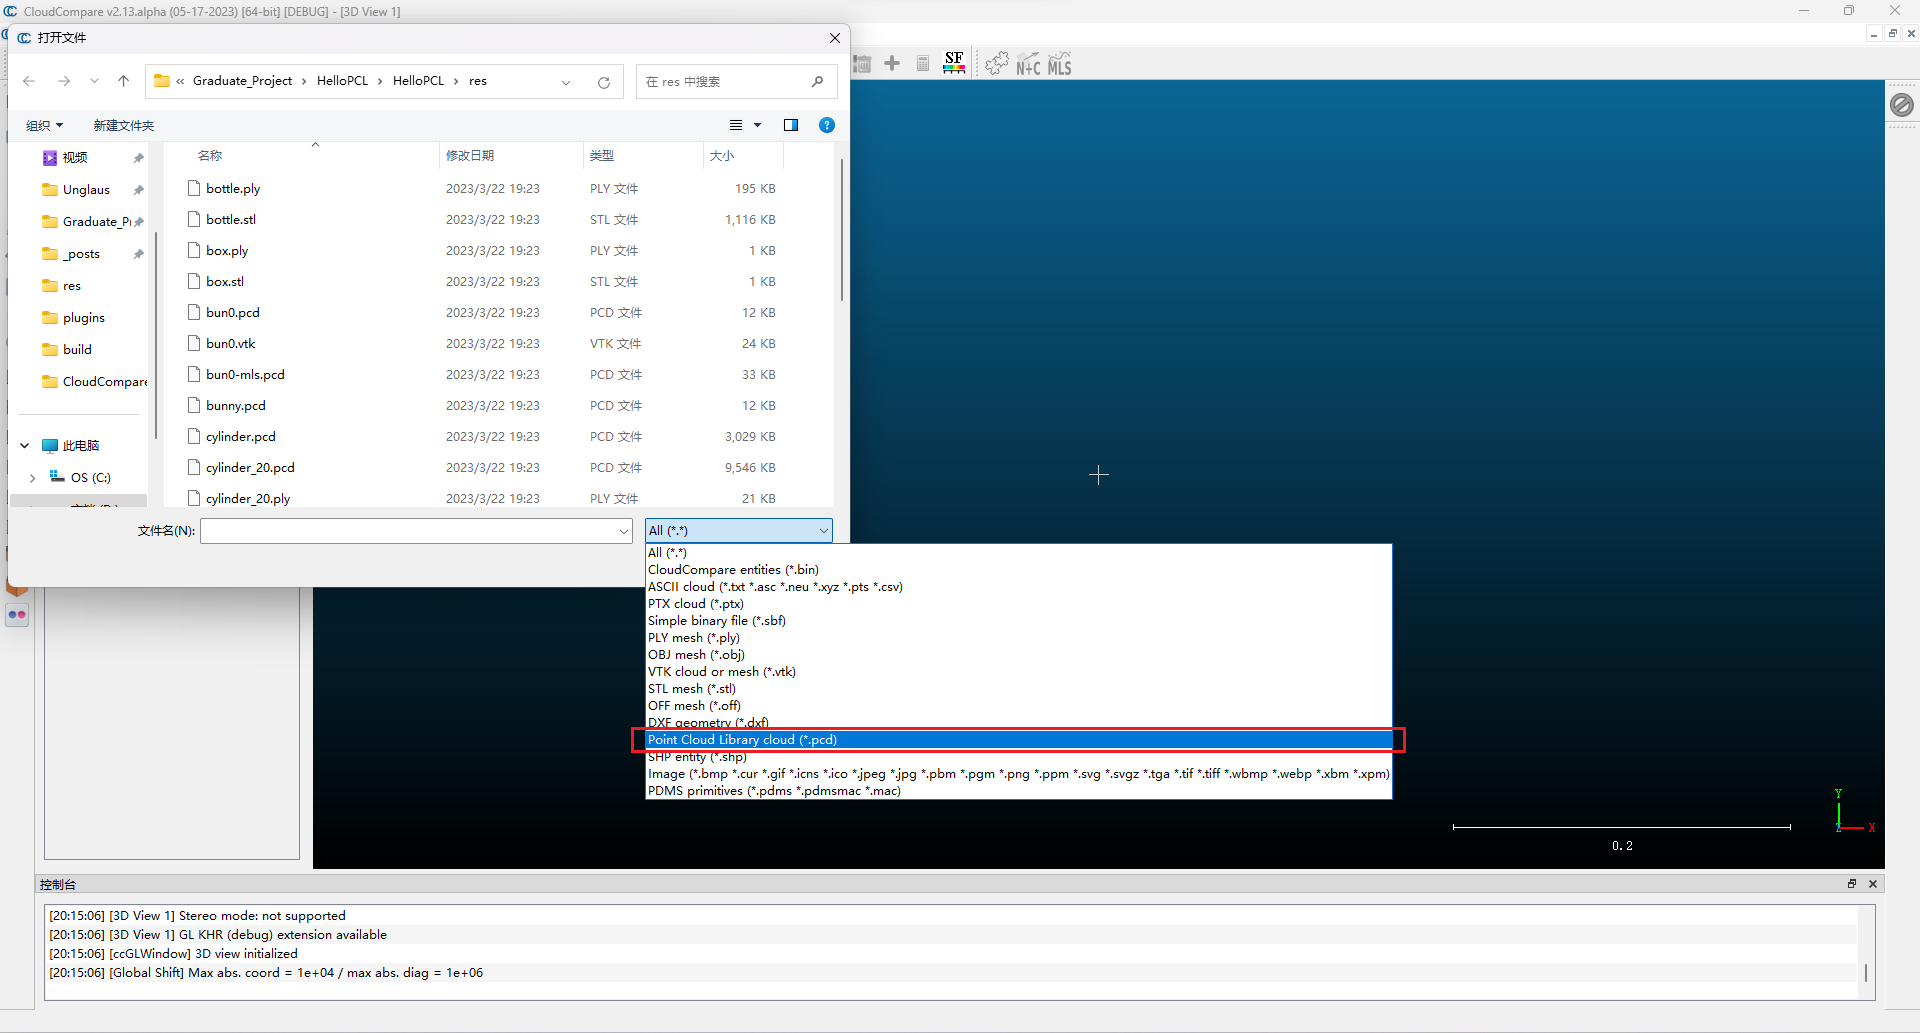 CloudCompare v2.13.alpha (05-17-2023) [64-bit] [DEBUG] - [3D View 1]
打开文件
« Graduate_Project › HelloPCL › HelloPCL › res
在 res 中搜索
SF
N+C MLS
组织
新建文件夹
视频
Unglaus
Graduate_P
_posts
res
plugins
build
CloudCompare
此电脑
OS (C:)
名称 修改日期 类型 大小
bottle.ply 2023/3/22 19:23 PLY 文件 195 KB
bottle.stl 2023/3/22 19:23 STL 文件 1,116 KB
box.ply 2023/3/22 19:23 PLY 文件 1 KB
box.stl 2023/3/22 19:23 STL 文件 1 KB
bun0.pcd 2023/3/22 19:23 PCD 文件 12 KB
bun0.vtk 2023/3/22 19:23 VTK 文件 24 KB
bun0-mls.pcd 2023/3/22 19:23 PCD 文件 33 KB
bunny.pcd 2023/3/22 19:23 PCD 文件 12 KB
cylinder.pcd 2023/3/22 19:23 PCD 文件 3,029 KB
cylinder_20.pcd 2023/3/22 19:23 PCD 文件 9,546 KB
cylinder_20.ply 2023/3/22 19:23 PLY 文件 21 KB
文件名(N):
All (*.*)
All (*.*)
CloudCompare entities (*.bin)
ASCII cloud (*.txt *.asc *.neu *.xyz *.pts *.csv)
PTX cloud (*.ptx)
Simple binary file (*.sbf)
PLY mesh (*.ply)
OBJ mesh (*.obj)
VTK cloud or mesh (*.vtk)
STL mesh (*.stl)
OFF mesh (*.off)
DXF geometry (*.dxf)
Point Cloud Library cloud (*.pcd)
SHP entity (*.shp)
Image (*.bmp *.cur *.gif *.icns *.ico *.jpeg *.jpg *.pbm *.pgm *.png *.ppm *.svg *.svgz *.tga *.tif *.tiff *.wbmp *.webp *.xbm *.xpm)
PDMS primitives (*.pdms *.pdmsmac *.mac)
Y
Z X
0.2
控制台
[20:15:06] [3D View 1] Stereo mode: not supported
[20:15:06] [3D View 1] GL KHR (debug) extension available
[20:15:06] [ccGLWindow] 3D view initialized
[20:15:06] [Global Shift] Max abs. coord = 1e+04 / max abs. diag = 1e+06